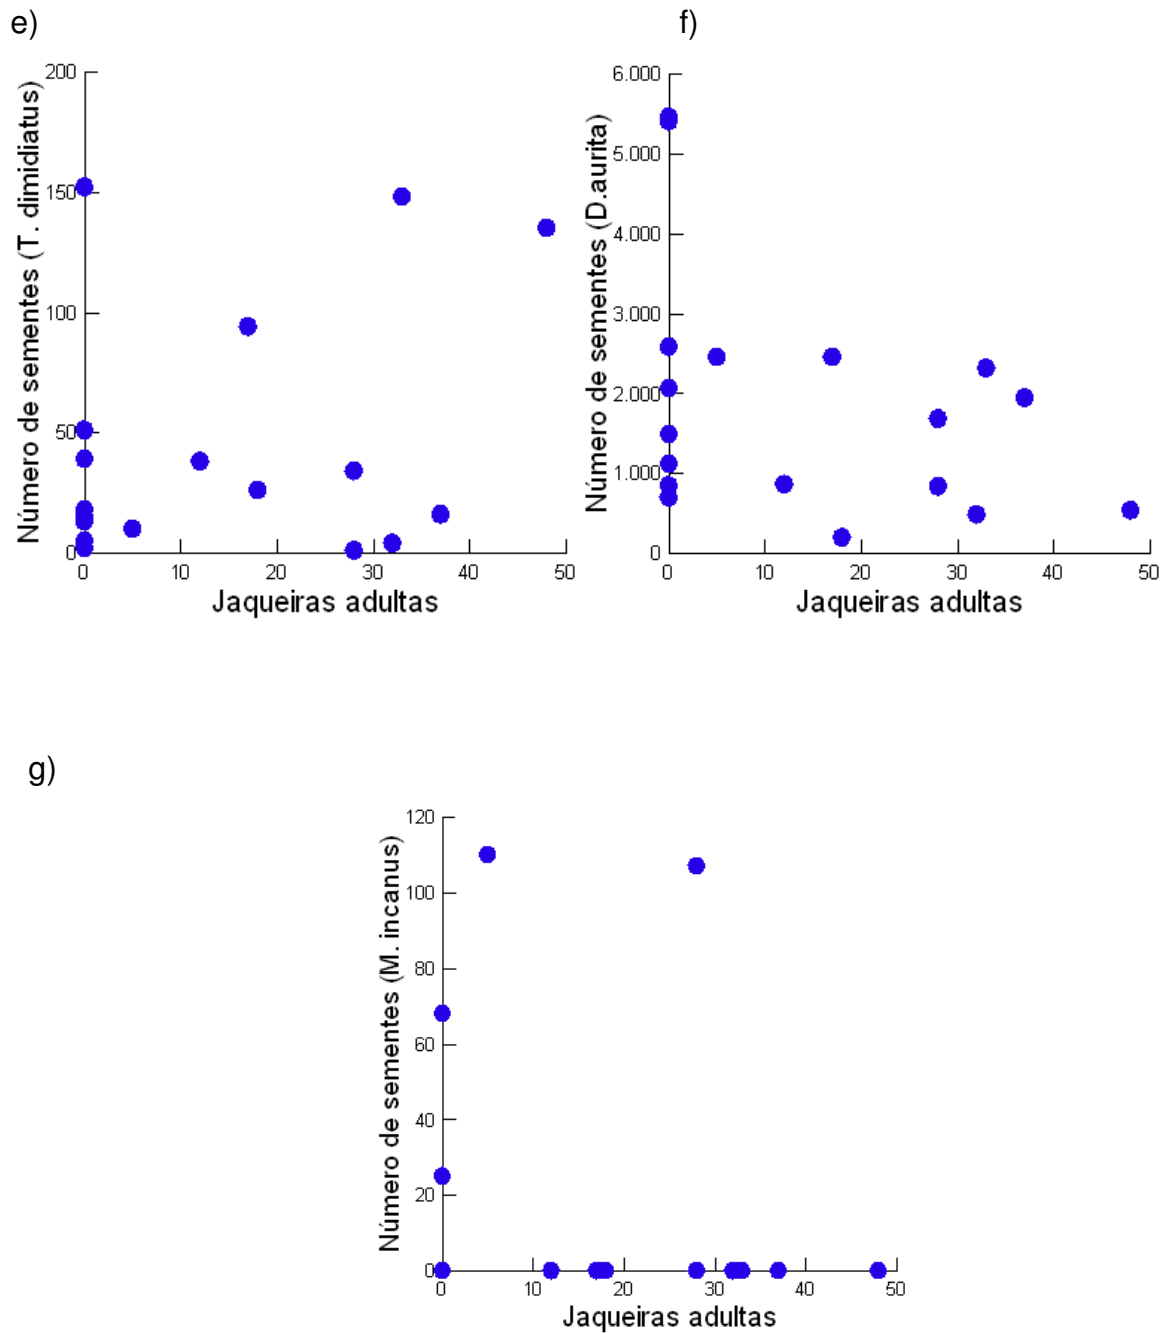 e)
f)
200
150
100
50
0
Número de sementes (T. dimidiatus)
0 10 20 30 40 50
Jaqueiras adultas
6.000
5.000
4.000
3.000
2.000
1.000
0
Número de sementes (D.aurita)
0 10 20 30 40 50
Jaqueiras adultas
g)
120
100
80
60
40
20
0
Número de sementes (M. incanus)
0 10 20 30 40 50
Jaqueiras adultas